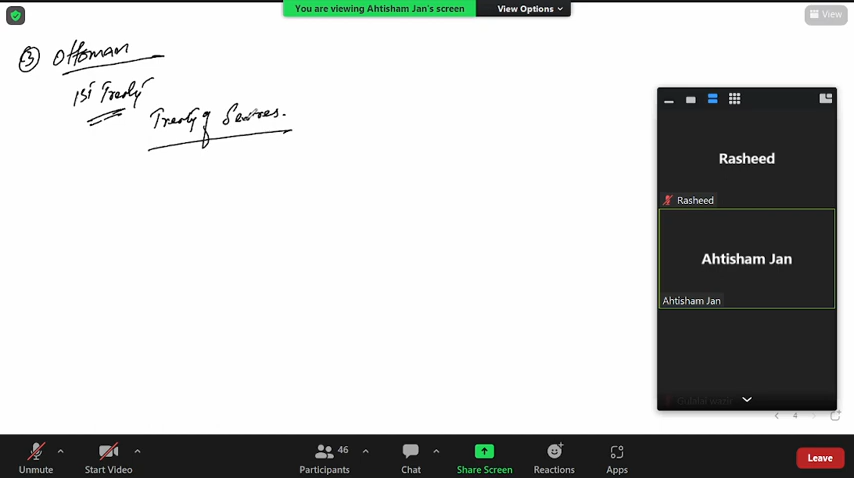 You are viewing Ahtisham Jan's screen View Options
View
③ Ottoman
1st Treaty
Treaty of Sevres.
Rasheed
Rasheed
Ahtisham Jan
Ahtisham Jan
4
Unmute Start Video Participants 46 Chat Share Screen Reactions Apps Leave